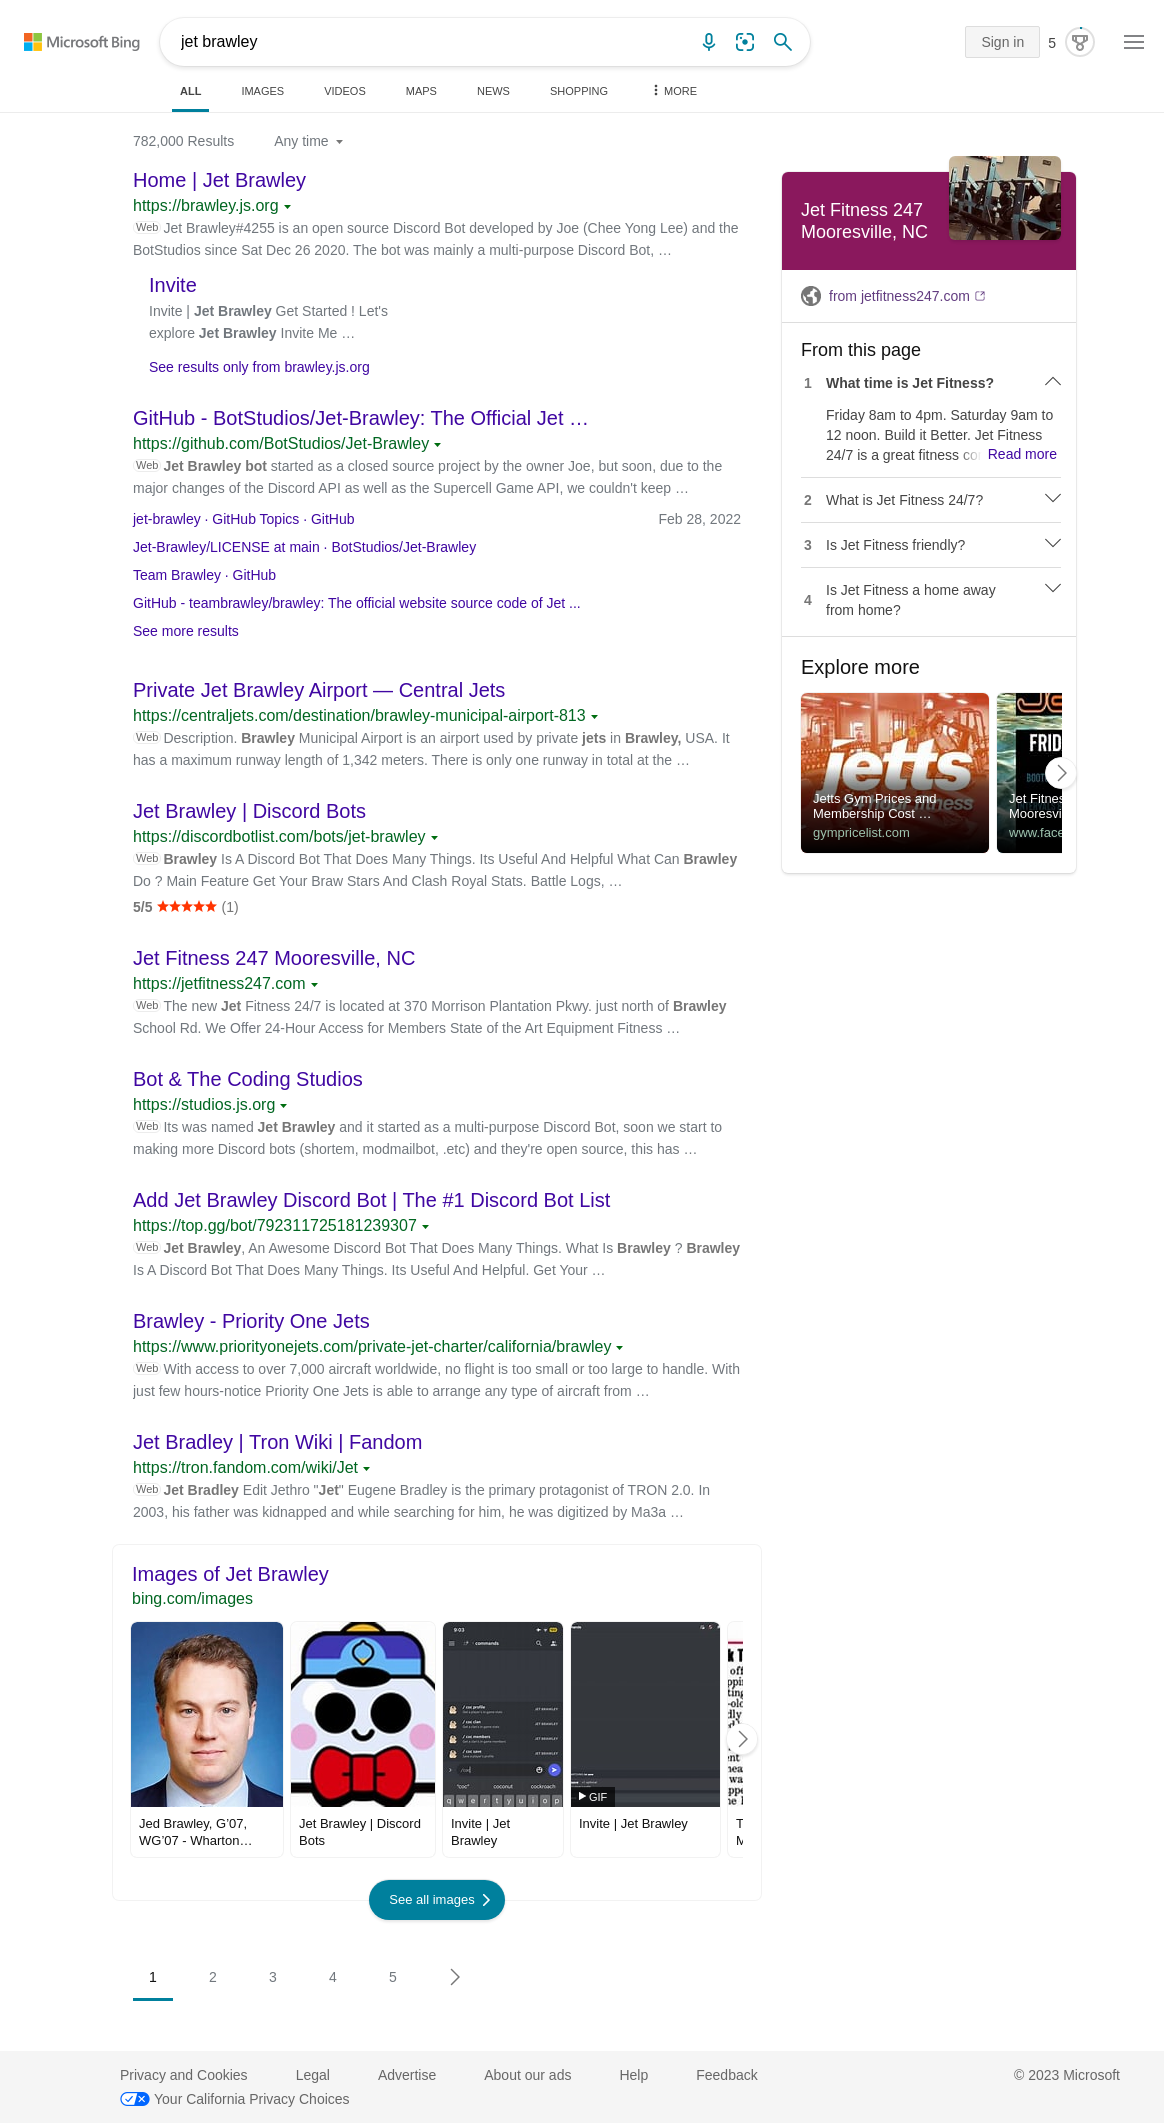 Microsoft Bing
jet brawley
Sign in
5
ALL
IMAGES
VIDEOS
MAPS
NEWS
SHOPPING
MORE
782,000 Results
Any time
Home | Jet Brawley
https://brawley.js.org
Web Jet Brawley#4255 is an open source Discord Bot developed by Joe (Chee Yong Lee) and the
BotStudios since Sat Dec 26 2020. The bot was mainly a multi-purpose Discord Bot, …
Invite
Invite | Jet Brawley Get Started ! Let's
explore Jet Brawley Invite Me …
See results only from brawley.js.org
GitHub - BotStudios/Jet-Brawley: The Official Jet …
https://github.com/BotStudios/Jet-Brawley
Web Jet Brawley bot started as a closed source project by the owner Joe, but soon, due to the
major changes of the Discord API as well as the Supercell Game API, we couldn't keep …
jet-brawley · GitHub Topics · GitHub
Feb 28, 2022
Jet-Brawley/LICENSE at main · BotStudios/Jet-Brawley
Team Brawley · GitHub
GitHub - teambrawley/brawley: The official website source code of Jet ...
See more results
Private Jet Brawley Airport — Central Jets
https://centraljets.com/destination/brawley-municipal-airport-813
Web Description. Brawley Municipal Airport is an airport used by private jets in Brawley, USA. It
has a maximum runway length of 1,342 meters. There is only one runway in total at the …
Jet Brawley | Discord Bots
https://discordbotlist.com/bots/jet-brawley
Web Brawley Is A Discord Bot That Does Many Things. Its Useful And Helpful What Can Brawley
Do ? Main Feature Get Your Braw Stars And Clash Royal Stats. Battle Logs, …
5/5 ★★★★★ (1)
Jet Fitness 247 Mooresville, NC
https://jetfitness247.com
Web The new Jet Fitness 24/7 is located at 370 Morrison Plantation Pkwy. just north of Brawley
School Rd. We Offer 24-Hour Access for Members State of the Art Equipment Fitness …
Bot & The Coding Studios
https://studios.js.org
Web Its was named Jet Brawley and it started as a multi-purpose Discord Bot, soon we start to
making more Discord bots (shortem, modmailbot, .etc) and they're open source, this has …
Add Jet Brawley Discord Bot | The #1 Discord Bot List
https://top.gg/bot/792311725181239307
Web Jet Brawley, An Awesome Discord Bot That Does Many Things. What Is Brawley ? Brawley
Is A Discord Bot That Does Many Things. Its Useful And Helpful. Get Your …
Brawley - Priority One Jets
https://www.priorityonejets.com/private-jet-charter/california/brawley
Web With access to over 7,000 aircraft worldwide, no flight is too small or too large to handle. With
just few hours-notice Priority One Jets is able to arrange any type of aircraft from …
Jet Bradley | Tron Wiki | Fandom
https://tron.fandom.com/wiki/Jet
Web Jet Bradley Edit Jethro "Jet" Eugene Bradley is the primary protagonist of TRON 2.0. In
2003, his father was kidnapped and while searching for him, he was digitized by Ma3a …
Images of Jet Brawley
bing.com/images
9:03
commands
/ coc profile
/ coc clan
/ coc members
/ coc save
JET BRAWLEY
JET BRAWLEY
JET BRAWLEY
JET BRAWLEY
"coc" coconut cockroach
q w e r t y u i o p
GIF
Jed Brawley, G'07,
WG'07 - Wharton…
Jet Brawley | Discord
Bots
Invite | Jet
Brawley
Invite | Jet Brawley
See all images
1
2
3
4
5
Jet Fitness 247
Mooresville, NC
from jetfitness247.com
From this page
1 What time is Jet Fitness?
Friday 8am to 4pm. Saturday 9am to
12 noon. Build it Better. Jet Fitness
24/7 is a great fitness co Read more
2 What is Jet Fitness 24/7?
3 Is Jet Fitness friendly?
4 Is Jet Fitness a home away
from home?
Explore more
jetts
24 hour fitness
Jetts Gym Prices and
Membership Cost …
gympricelist.com
FRID
BOOT
Jet Fitnes
Mooresvi
www.face
Privacy and Cookies
Legal
Advertise
About our ads
Help
Feedback
© 2023 Microsoft
Your California Privacy Choices